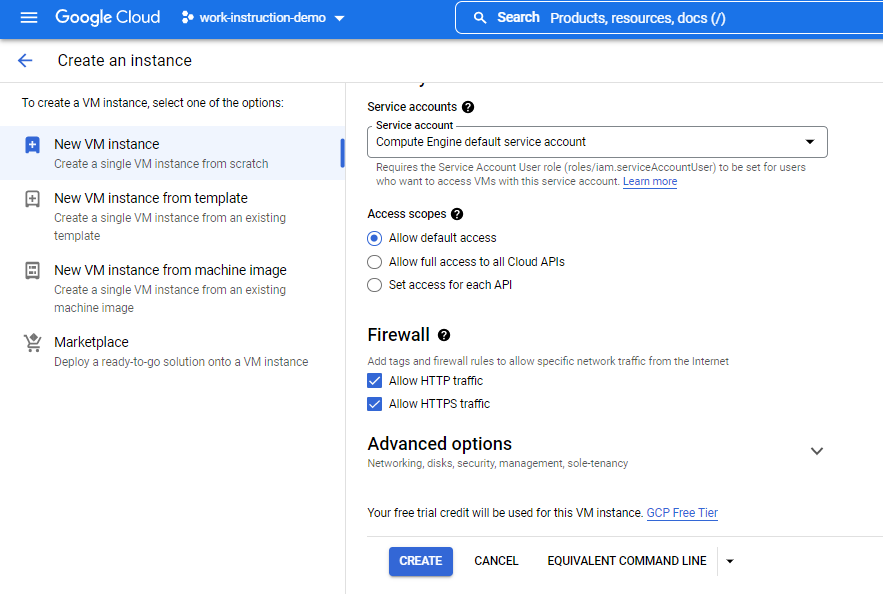 Google Cloud
work-instruction-demo
Search Products, resources, docs (/)
Create an instance
To create a VM instance, select one of the options:
New VM instance
Create a single VM instance from scratch
New VM instance from template
Create a single VM instance from an existing
template
New VM instance from machine image
Create a single VM instance from an existing
machine image
Marketplace
Deploy a ready-to-go solution onto a VM instance
Service accounts
Service account
Compute Engine default service account
Requires the Service Account User role (roles/iam.serviceAccountUser) to be set for users
who want to access VMs with this service account. Learn more
Access scopes
Allow default access
Allow full access to all Cloud APIs
Set access for each API
Firewall
Add tags and firewall rules to allow specific network traffic from the Internet
Allow HTTP traffic
Allow HTTPS traffic
Advanced options
Networking, disks, security, management, sole-tenancy
Your free trial credit will be used for this VM instance. GCP Free Tier
CREATE
CANCEL
EQUIVALENT COMMAND LINE